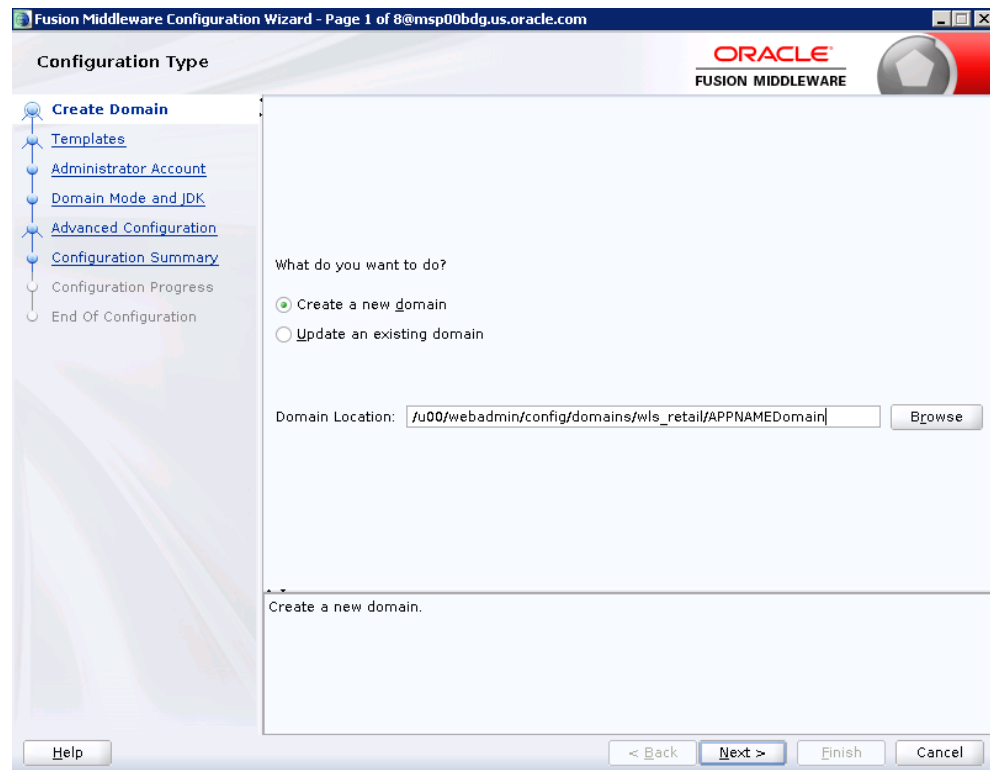 Fusion Middleware Configuration Wizard - Page 1 of 8@msp00bdg.us.oracle.com
Configuration Type
ORACLE
FUSION MIDDLEWARE
Create Domain
Templates
Administrator Account
Domain Mode and JDK
Advanced Configuration
Configuration Summary
Configuration Progress
End Of Configuration
What do you want to do?
Create a new domain
Update an existing domain
Domain Location: /u00/webadmin/config/domains/wls_retail/APPNAMEDomain Browse
Create a new domain.
Help < Back Next > Finish Cancel